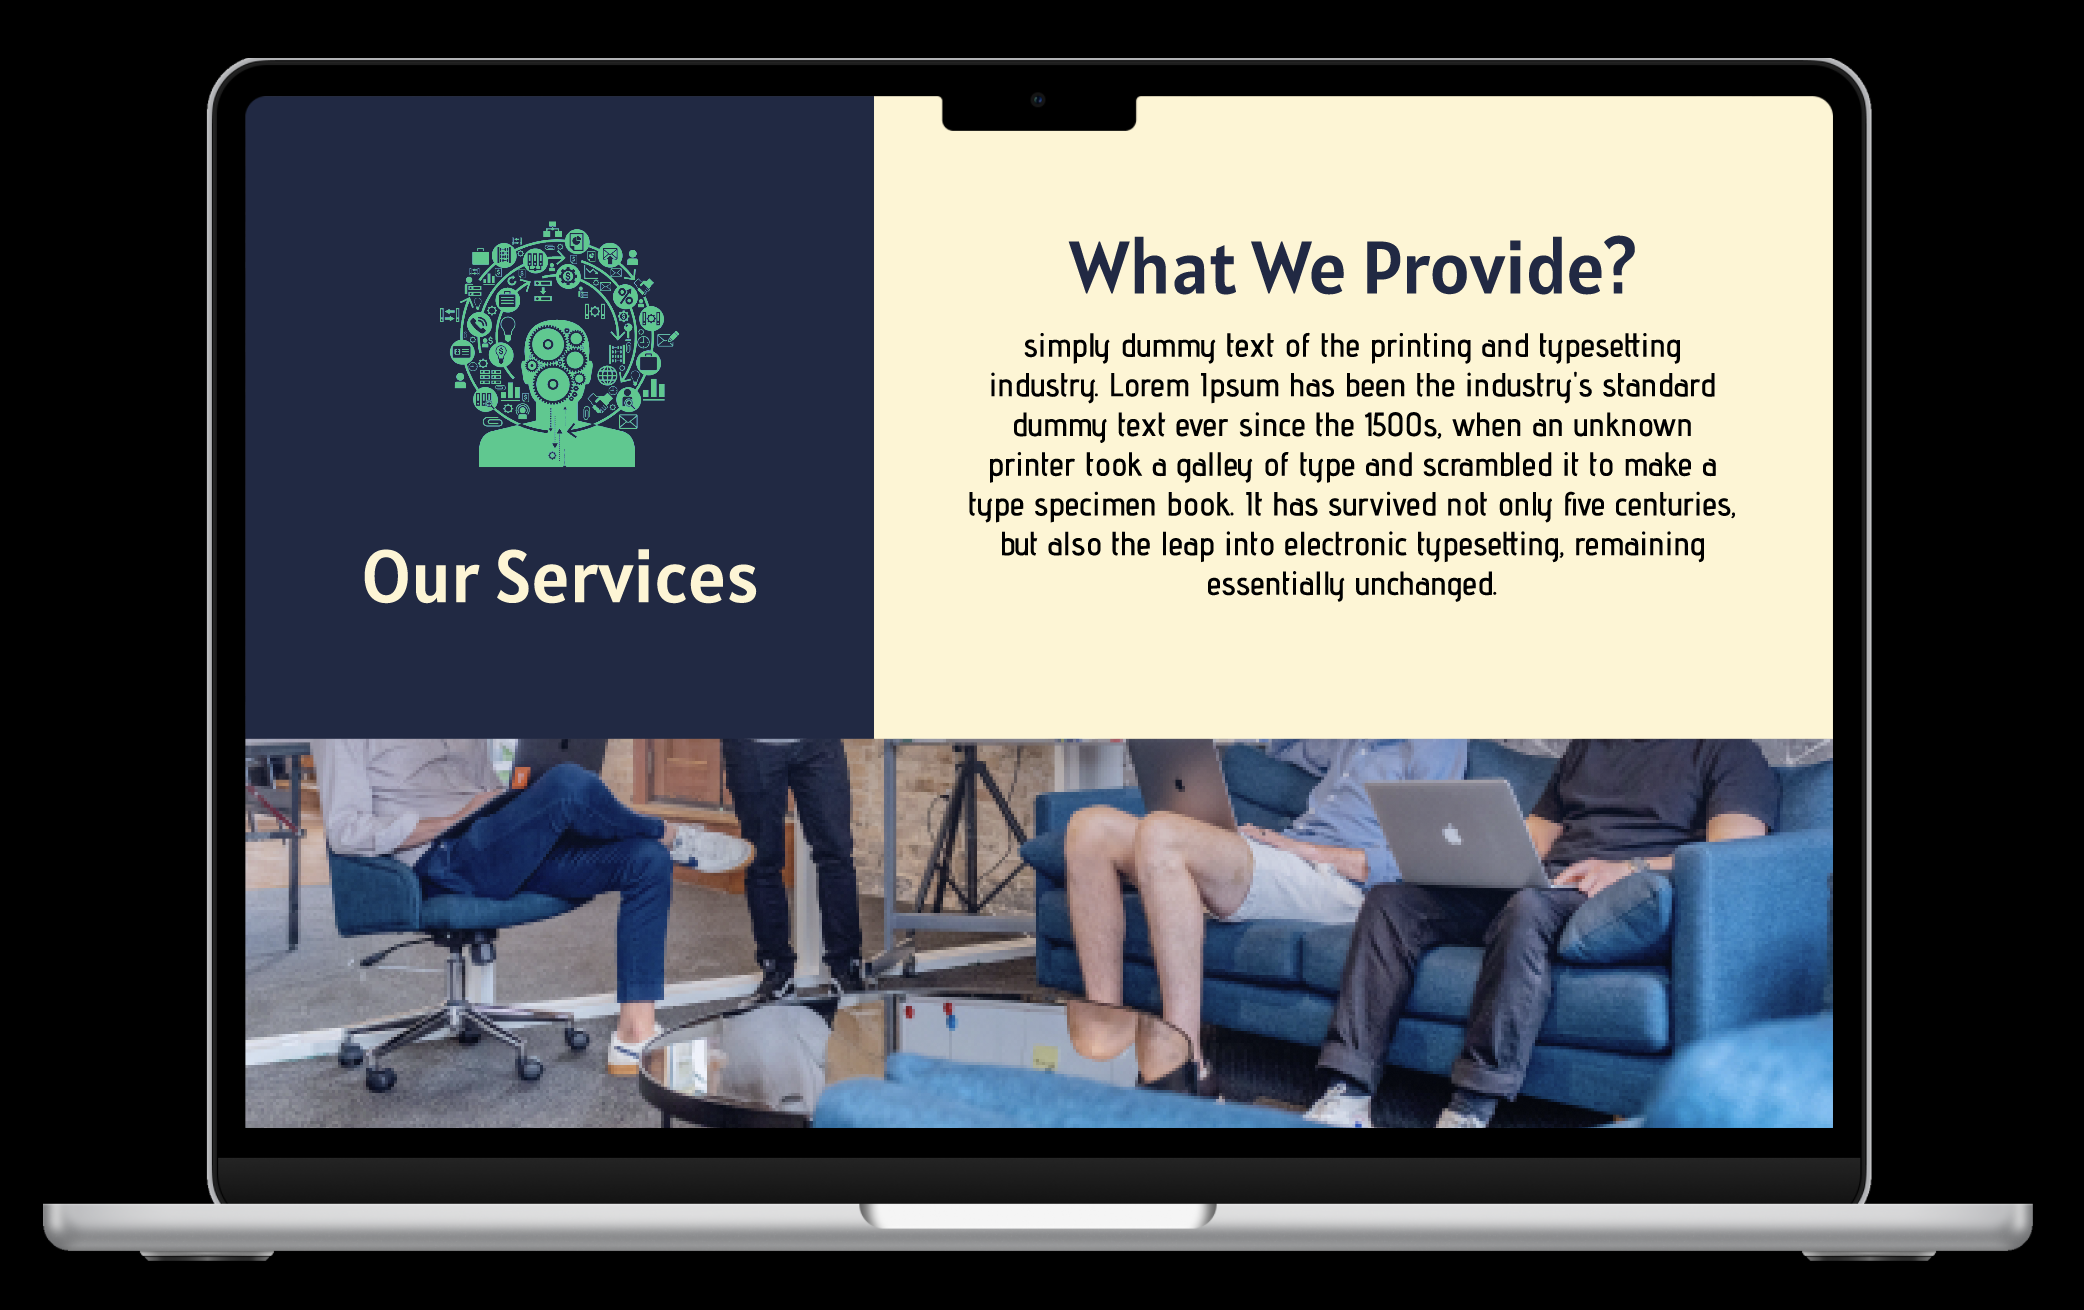 Our Services
What We Provide?
simply dummy text of the printing and typesetting
industry. Lorem Ipsum has been the industry's standard
dummy text ever since the 1500s, when an unknown
printer took a galley of type and scrambled it to make a
type specimen book. It has survived not only five centuries,
but also the leap into electronic typesetting, remaining
essentially unchanged.